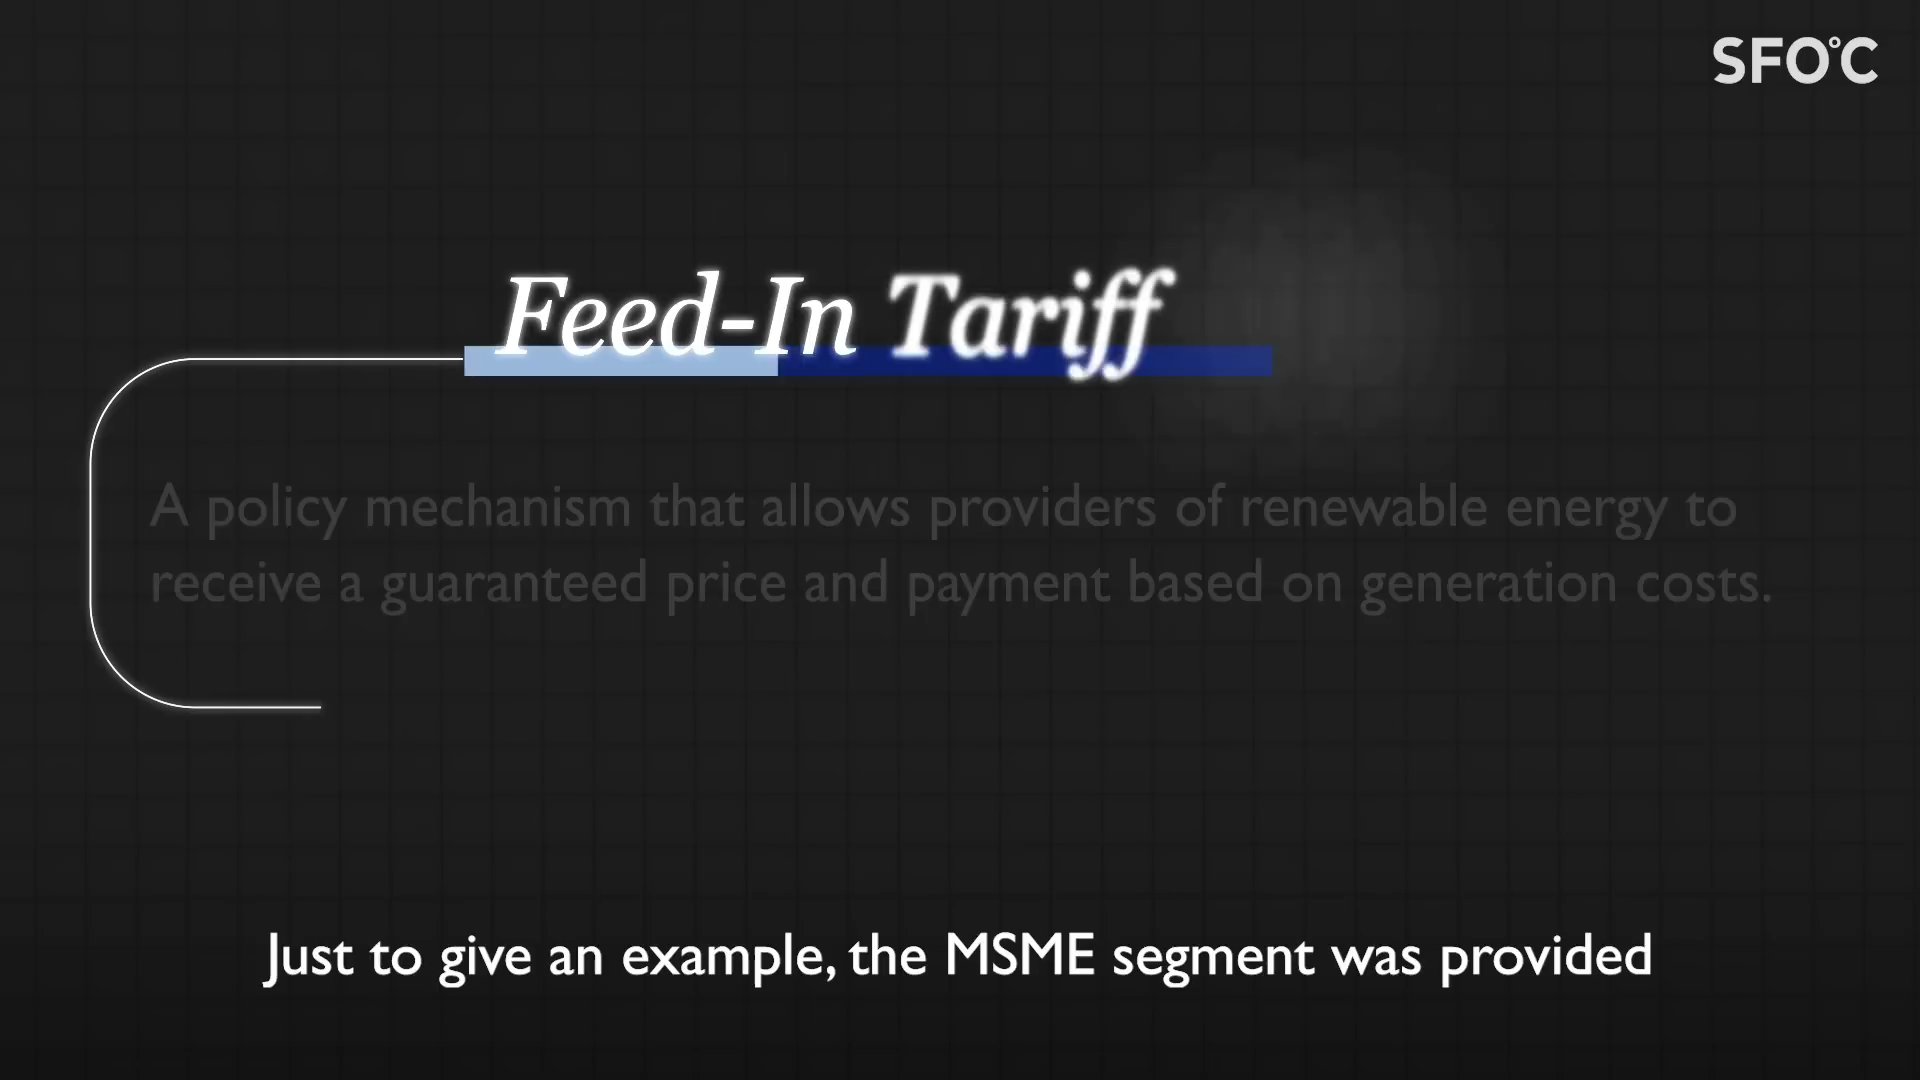 SFO°C
Feed-In Tariff
A policy mechanism that allows providers of renewable energy to
receive a guaranteed price and payment based on generation costs.
Just to give an example, the MSME segment was provided